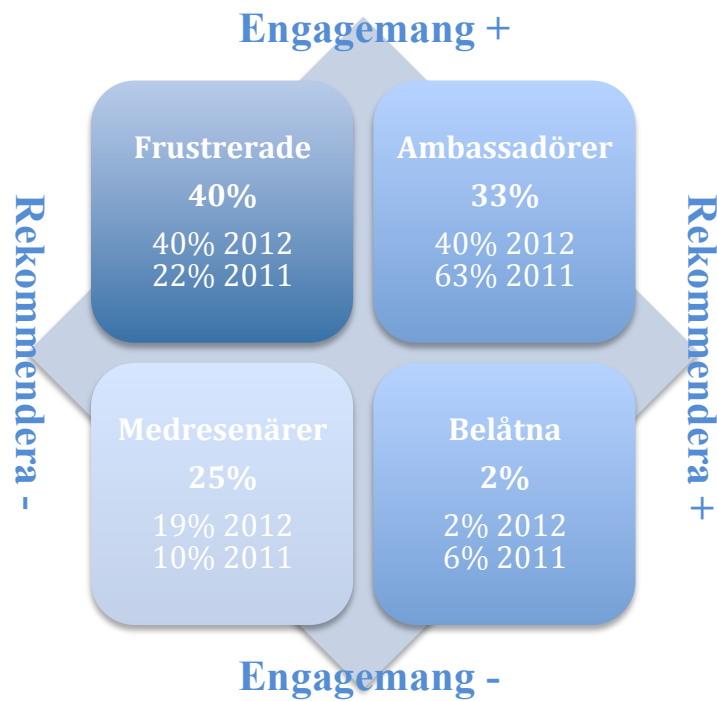 Engagemang +
Frustrerade
40%
40% 2012
22% 2011
Ambassadörer
33%
40% 2012
63% 2011
Rekommendera -
Rekommendera +
Medresenärer
25%
19% 2012
10% 2011
Belåtna
2%
2% 2012
6% 2011
Engagemang -